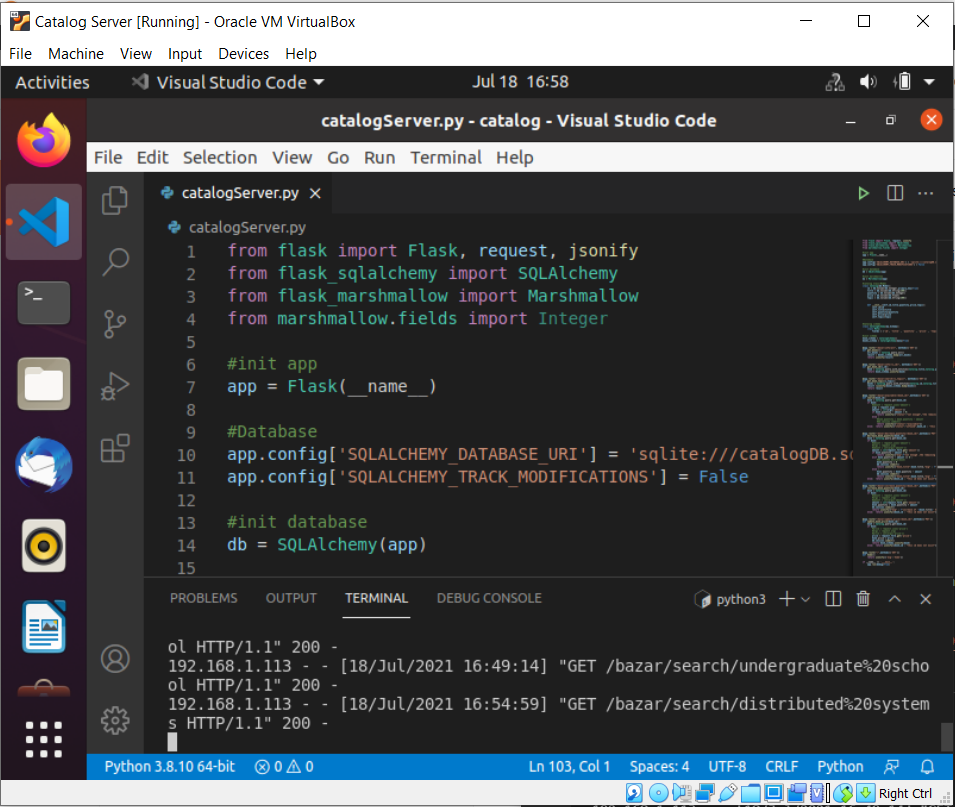 Catalog Server [Running] - Oracle VM VirtualBox
File Machine View Input Devices Help
Activities Visual Studio Code Jul 18 16:58
catalogServer.py - catalog - Visual Studio Code
File Edit Selection View Go Run Terminal Help
catalogServer.py
catalogServer.py
1 from flask import Flask, request, jsonify
2 from flask_sqlalchemy import SQLAlchemy
3 from flask_marshmallow import Marshmallow
4 from marshmallow.fields import Integer
5
6 #init app
7 app = Flask(__name__)
8
9 #Database
10 app.config['SQLALCHEMY_DATABASE_URI'] = 'sqlite:///catalogDB.sq
11 app.config['SQLALCHEMY_TRACK_MODIFICATIONS'] = False
12
13 #init database
14 db = SQLAlchemy(app)
15
PROBLEMS OUTPUT TERMINAL DEBUG CONSOLE python3
ol HTTP/1.1" 200 -
192.168.1.113 - - [18/Jul/2021 16:49:14] "GET /bazar/search/undergraduate%20scho
ol HTTP/1.1" 200 -
192.168.1.113 - - [18/Jul/2021 16:54:59] "GET /bazar/search/distributed%20system
s HTTP/1.1" 200 -
Python 3.8.10 64-bit 0 0 Ln 103, Col 1 Spaces: 4 UTF-8 CRLF Python
Right Ctrl